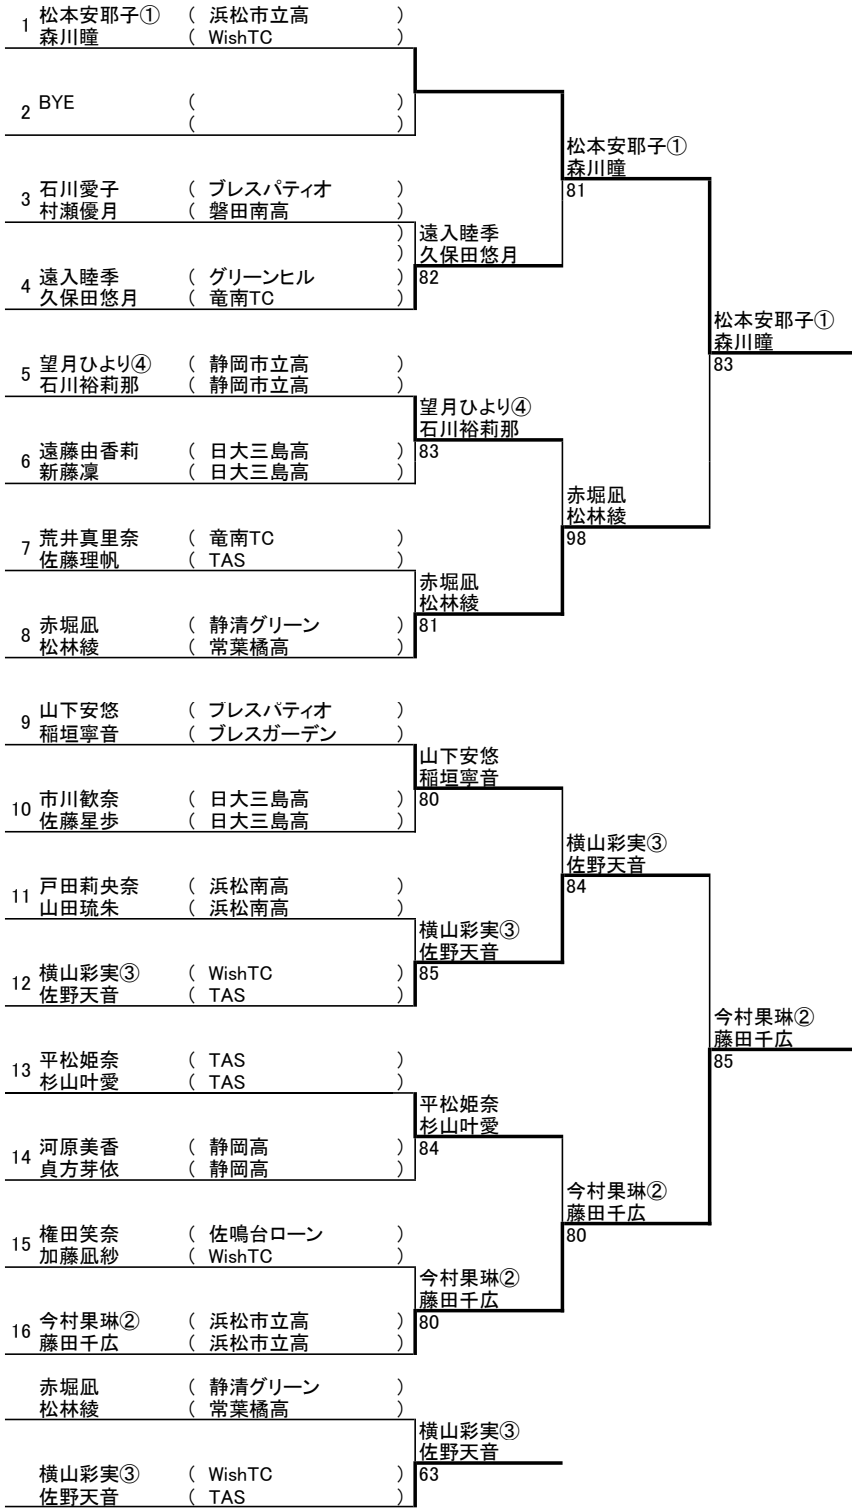 1 松本安耶子① ( 浜松市立高 )
森川瞳 ( WishTC )
2 BYE ( )
( )
松本安耶子①
森川瞳
81
3 石川愛子 ( ブレスパティオ )
村瀬優月 ( 磐田南高 )
) 遠入睦季
) 久保田悠月
82
4 遠入睦季 ( グリーンヒル )
久保田悠月 ( 竜南TC )
松本安耶子①
森川瞳
83
5 望月ひより④ ( 静岡市立高 )
石川裕莉那 ( 静岡市立高 )
望月ひより④
石川裕莉那
83
6 遠藤由香莉 ( 日大三島高 )
新藤凜 ( 日大三島高 )
赤堀凪
松林綾
98
7 荒井真里奈 ( 竜南TC )
佐藤理帆 ( TAS )
赤堀凪
松林綾
81
8 赤堀凪 ( 静清グリーン )
松林綾 ( 常葉橘高 )
9 山下安悠 ( ブレスパティオ )
稲垣寧音 ( ブレスガーデン )
山下安悠
稲垣寧音
80
10 市川歓奈 ( 日大三島高 )
佐藤星歩 ( 日大三島高 )
横山彩実③
佐野天音
84
11 戸田莉央奈 ( 浜松南高 )
山田琉朱 ( 浜松南高 )
横山彩実③
佐野天音
85
12 横山彩実③ ( WishTC )
佐野天音 ( TAS )
今村果琳②
藤田千広
85
13 平松姫奈 ( TAS )
杉山叶愛 ( TAS )
平松姫奈
杉山叶愛
84
14 河原美香 ( 静岡高 )
貞方芽依 ( 静岡高 )
今村果琳②
藤田千広
80
15 権田笑奈 ( 佐鳴台ローン )
加藤凪紗 ( WishTC )
今村果琳②
藤田千広
80
16 今村果琳② ( 浜松市立高 )
藤田千広 ( 浜松市立高 )
赤堀凪 ( 静清グリーン )
松林綾 ( 常葉橘高 )
横山彩実③
佐野天音
63
横山彩実③ ( WishTC )
佐野天音 ( TAS )